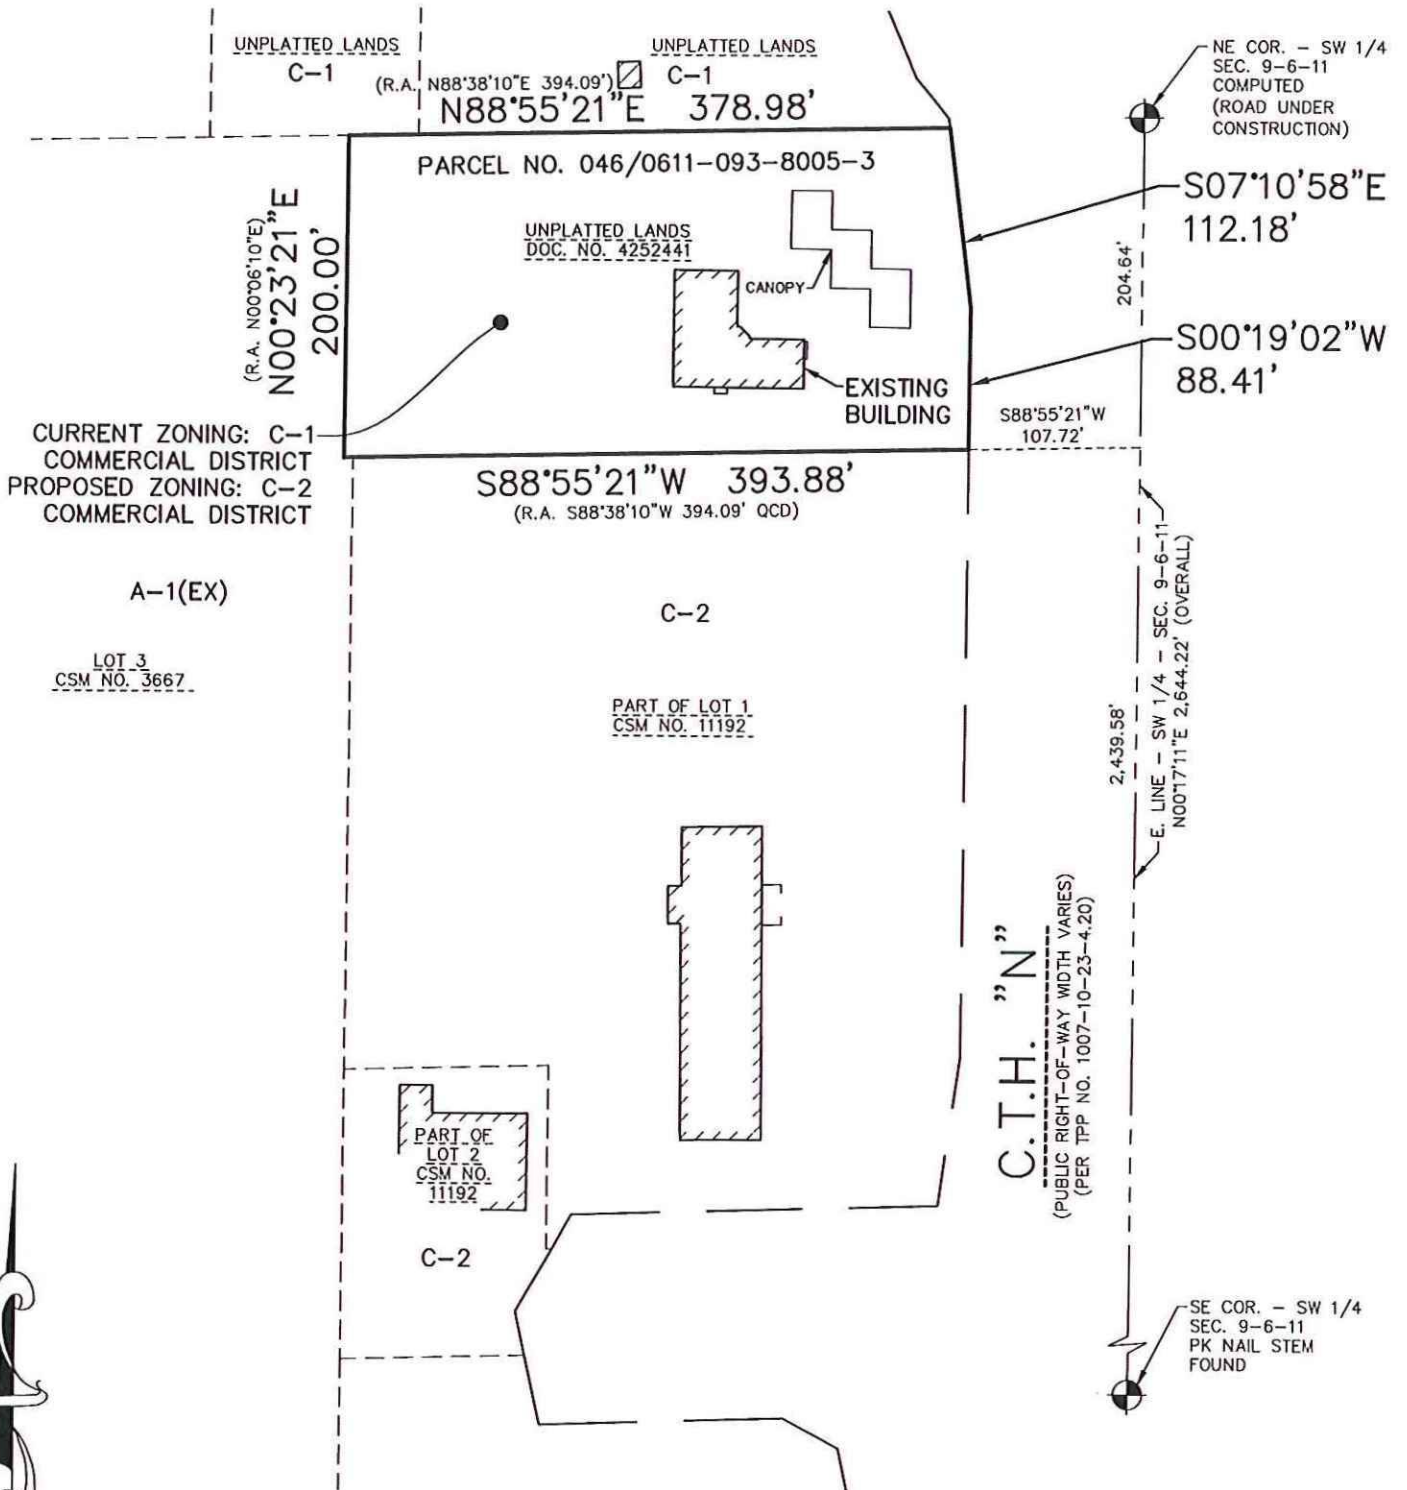 UNPLATTED LANDS
C-1
UNPLATTED LANDS
C-1
(R.A. N88°38'10"E 394.09')
N88°55'21"E 378.98'
NE COR. - SW 1/4
SEC. 9-6-11
COMPUTED
(ROAD UNDER
CONSTRUCTION)
PARCEL NO. 046/0611-093-8005-3
S07°10'58"E
112.18'
(R.A. N00°06'10"E)
N00°23'21"E
200.00'
UNPLATTED LANDS
DOC. NO. 4252441
CANOPY
204.64'
EXISTING
BUILDING
S00°19'02"W
88.41'
S88°55'21"W
107.72'
CURRENT ZONING: C-1
COMMERCIAL DISTRICT
PROPOSED ZONING: C-2
COMMERCIAL DISTRICT
S88°55'21"W 393.88'
(R.A. S88°38'10"W 394.09' QCD)
A-1(EX)
LOT 3
CSM NO. 3667
C-2
PART OF LOT 1
CSM NO. 11192
E. LINE - SW 1/4 - SEC. 9-6-11
N00°17'11"E 2,644.22' (OVERALL)
2,439.58'
C.T.H. "N"
(PUBLIC RIGHT-OF-WAY WIDTH VARIES)
(PER TPP NO. 1007-10-23-4.20)
PART OF
LOT 2
CSM NO.
11192
C-2
SE COR. - SW 1/4
SEC. 9-6-11
PK NAIL STEM
FOUND